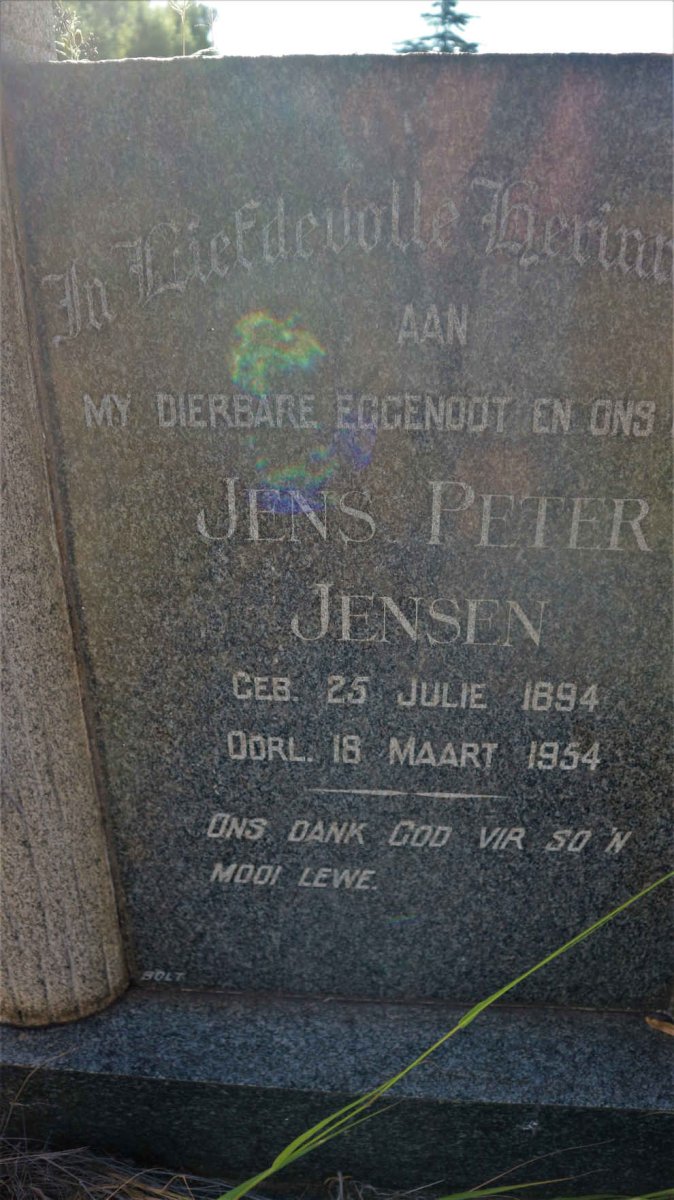 In Liefdevolle Herinn
AAN
MY DIERBARE EGGENOOT EN ONS
JENS. PETER
JENSEN
GEB. 25 JULIE 1894
OORL. 18 MAART 1954
ONS DANK GOD VIR SO 'N
MOOI LEWE.
BOLT